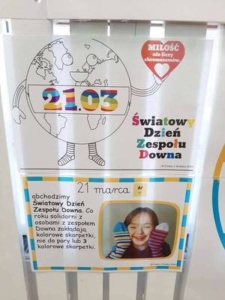 MIŁOŚĆ
nie liczy
chromosomów
21.03
Światowy
Dzień
Zespołu
Downa
21 marca
obchodzimy
Światowy Dzień
Zespołu Downa. Co
roku solidarni z
osobami z zespołem
Downa zakładają
kolorowe skarpetki,
nie do pary lub 3
kolorowe skarpetki.